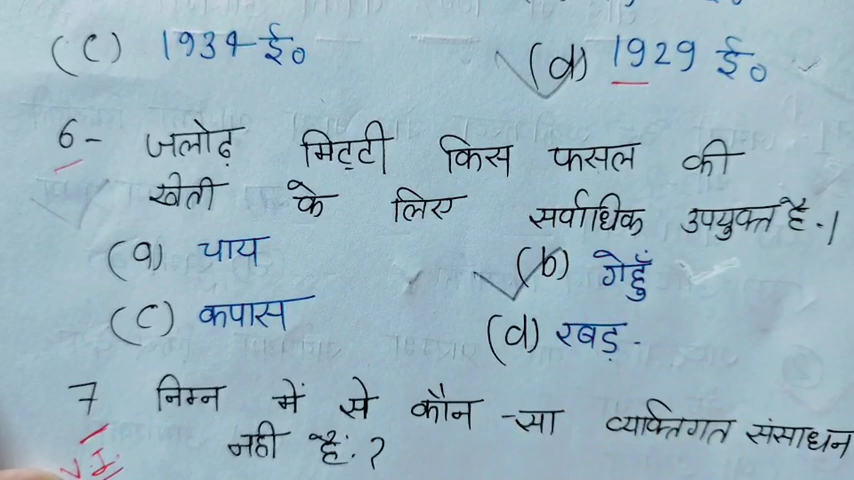 (c) 1934 ई० (d) 1929 ई०
6- जलोढ़ मिट्टी किस फसल की
खेती के लिए सर्वाधिक उपयुक्त है-।
(a) चाय (b) गेहुँ
(c) कपास (d) रबड़-
7 निम्न में से कौन-सा व्यक्तिगत संसाधन
नही है:?
V.I.